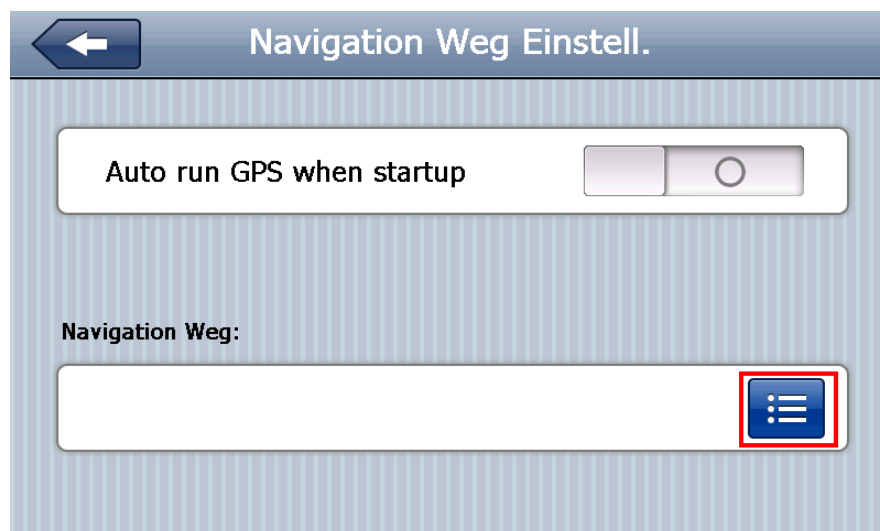 Navigation Weg Einstell.
Auto run GPS when startup
Navigation Weg: